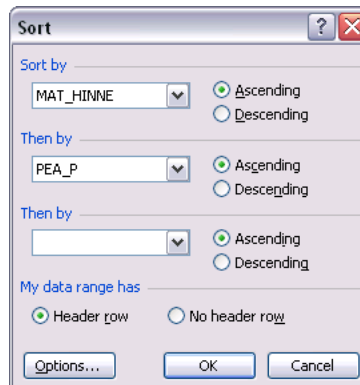 Sort
Sort by
MAT_HINNE
Ascending
Descending
Then by
PEA_P
Ascending
Descending
Then by
Ascending
Descending
My data range has
Header row
No header row
Options...
OK
Cancel